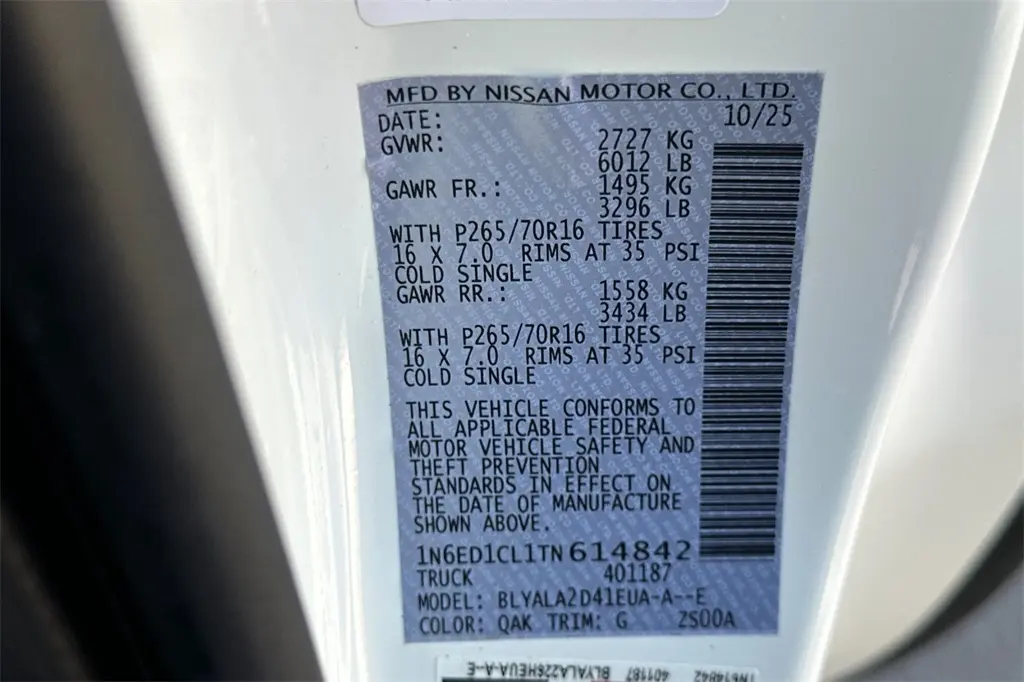 MFD BY NISSAN MOTOR CO., LTD.
DATE: 10/25
GVWR: 2727 KG
6012 LB
GAWR FR.: 1495 KG
3296 LB
WITH P265/70R16 TIRES
16 X 7.0 RIMS AT 35 PSI
COLD SINGLE
GAWR RR.: 1558 KG
3434 LB
WITH P265/70R16 TIRES
16 X 7.0 RIMS AT 35 PSI
COLD SINGLE
THIS VEHICLE CONFORMS TO
ALL APPLICABLE FEDERAL
MOTOR VEHICLE SAFETY AND
THEFT PREVENTION
STANDARDS IN EFFECT ON
THE DATE OF MANUFACTURE
SHOWN ABOVE.
1N6ED1CL1TN614842
TRUCK 401187
MODEL: BLYALA2D41EUA-A--E
COLOR: QAK TRIM: G ZS00A
1N614842 401187 BLYALA226HEUA-A--E